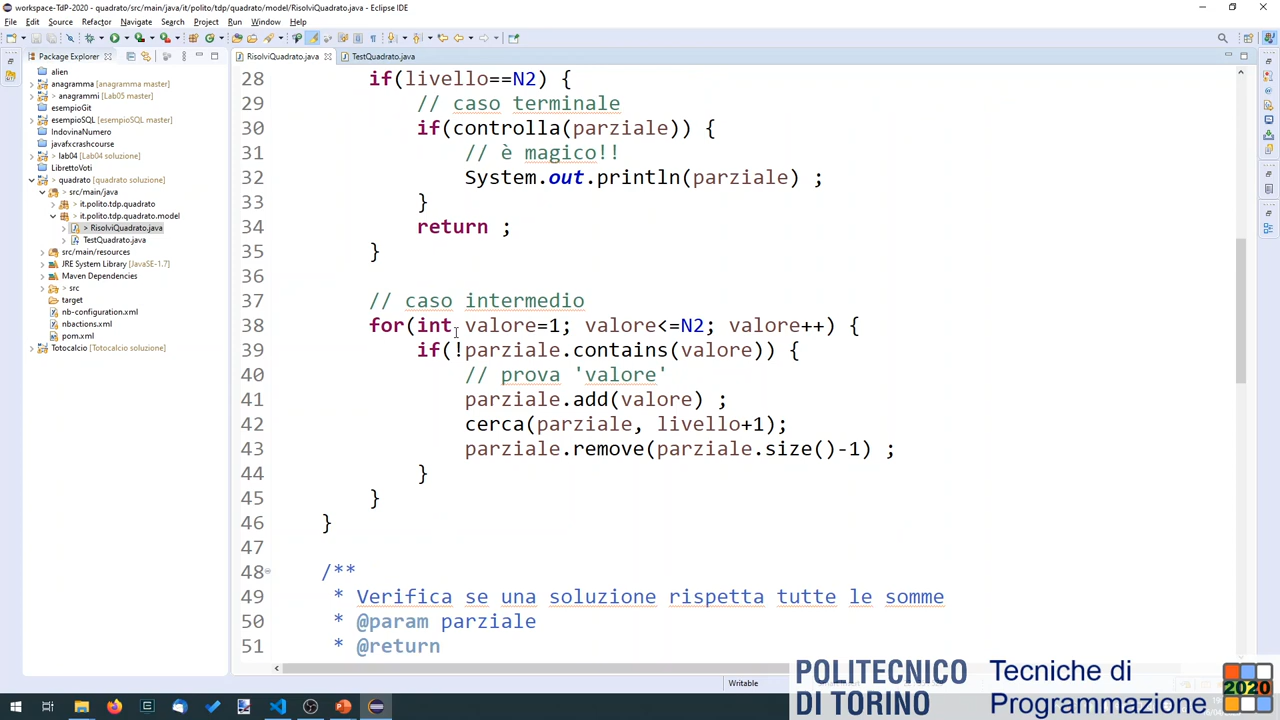 workspace-TdP-2020 - quadrato/src/main/java/it/polito/tdp/quadrato/model/RisolviQuadrato.java - Eclipse IDE
File Edit Source Refactor Navigate Search Project Run Window Help
Package Explorer
alien
anagramma [anagramma master]
> anagrammi [Lab05 master]
esempioGit
esempioSQL [esempioSQL master]
IndovinaNumero
javafxcrashcourse
> lab04 [Lab04 soluzione]
LibrettoVoti
> quadrato [quadrato soluzione]
> src/main/java
> it.polito.tdp.quadrato
> it.polito.tdp.quadrato.model
> RisolviQuadrato.java
TestQuadrato.java
src/main/resources
JRE System Library [JavaSE-1.7]
Maven Dependencies
> src
target
nb-configuration.xml
nbactions.xml
pom.xml
Totocalcio [Totocalcio soluzione]
RisolviQuadrato.java TestQuadrato.java
28 if(livello==N2) {
29 // caso terminale
30 if(controlla(parziale)) {
31 // è magico!!
32 System.out.println(parziale) ;
33 }
34 return ;
35 }
36
37 // caso intermedio
38 for(int valore=1; valore<=N2; valore++) {
39 if(!parziale.contains(valore)) {
40 // prova 'valore'
41 parziale.add(valore) ;
42 cerca(parziale, livello+1);
43 parziale.remove(parziale.size()-1) ;
44 }
45 }
46 }
47
48 /**
49 * Verifica se una soluzione rispetta tutte le somme
50 * @param parziale
51 * @return
Writable
POLITECNICO
DI TORINO
Tecniche di
Programmazione
2020